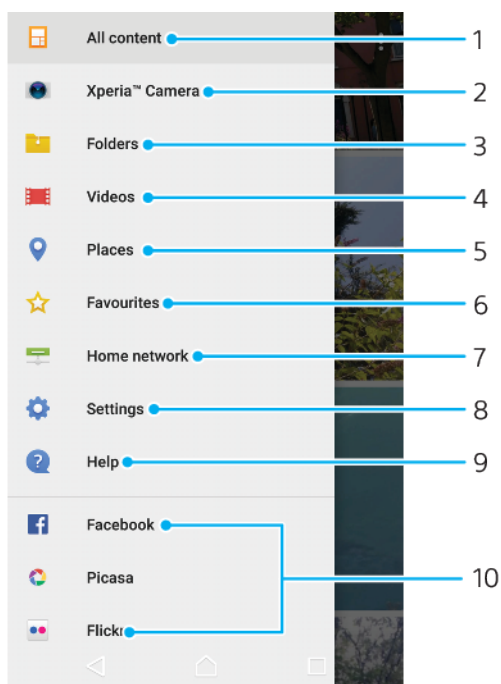 All content 1
Xperia™ Camera 2
Folders 3
Videos 4
Places 5
Favourites 6
Home network 7
Settings 8
? Help 9
f Facebook
Picasa 10
Flickr